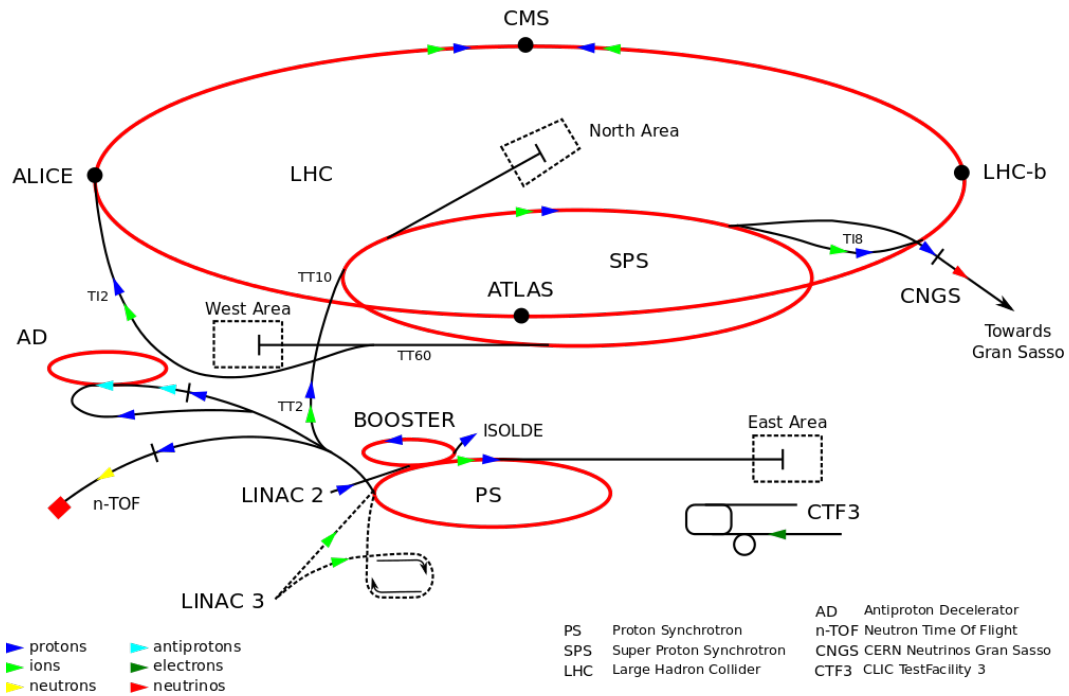 CMS
North Area
ALICE
LHC
LHC-b
TI8
SPS
TT10
ATLAS
CNGS
TI2
West Area
Towards
Gran Sasso
AD
TT60
TT2
BOOSTER
ISOLDE
East Area
n-TOF
LINAC 2
PS
CTF3
LINAC 3
protons
ions
neutrons
antiprotons
electrons
neutrinos
PS Proton Synchrotron
SPS Super Proton Synchrotron
LHC Large Hadron Collider
AD Antiproton Decelerator
n-TOF Neutron Time Of Flight
CNGS CERN Neutrinos Gran Sasso
CTF3 CLIC TestFacility 3